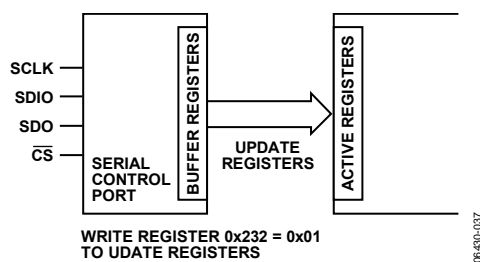 SCLK
SDIO
SDO
CS
SERIAL
CONTROL
PORT
BUFFER REGISTERS
UPDATE
REGISTERS
ACTIVE REGISTERS
WRITE REGISTER 0x232 = 0x01
TO UDATE REGISTERS
06430-037